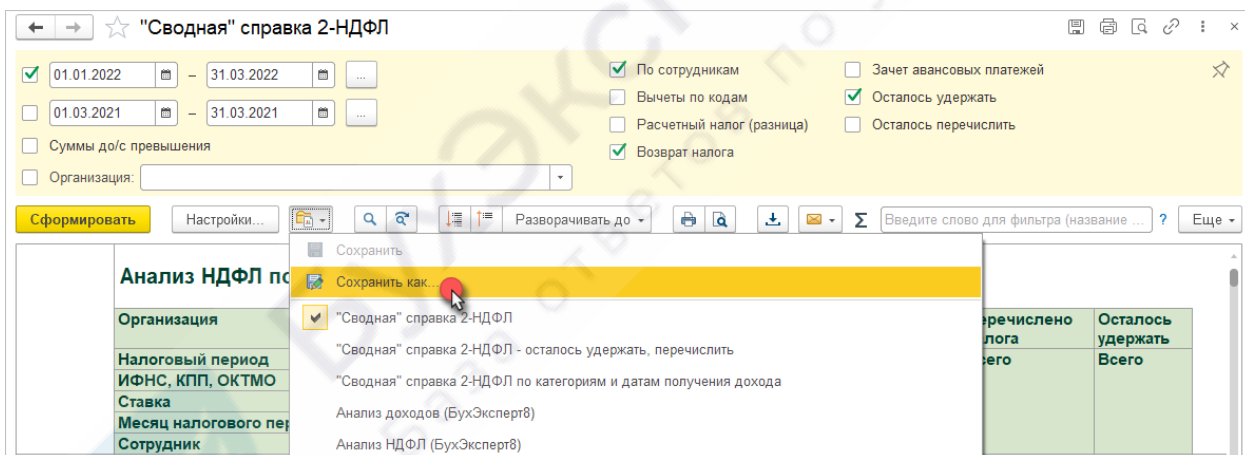 "Сводная" справка 2-НДФЛ
01.01.2022 – 31.03.2022 ...
По сотрудникам
Зачет авансовых платежей
01.03.2021 – 31.03.2021 ...
Вычеты по кодам
Осталось удержать
Расчетный налог (разница)
Осталось перечислить
Суммы до/с превышения
Возврат налога
Организация:
Сформировать
Настройки...
Разворачивать до
Σ
Введите слово для фильтра (название ...
?
Еще
Сохранить
Сохранить как...
"Сводная" справка 2-НДФЛ
"Сводная" справка 2-НДФЛ - осталось удержать, перечислить
"Сводная" справка 2-НДФЛ по категориям и датам получения дохода
Анализ доходов (БухЭксперт8)
Анализ НДФЛ (БухЭксперт8)
Анализ НДФЛ по
Организация
Налоговый период
ИФНС, КПП, ОКТМО
Ставка
Месяц налогового пер
Сотрудник
Осталось
удержать
Всего